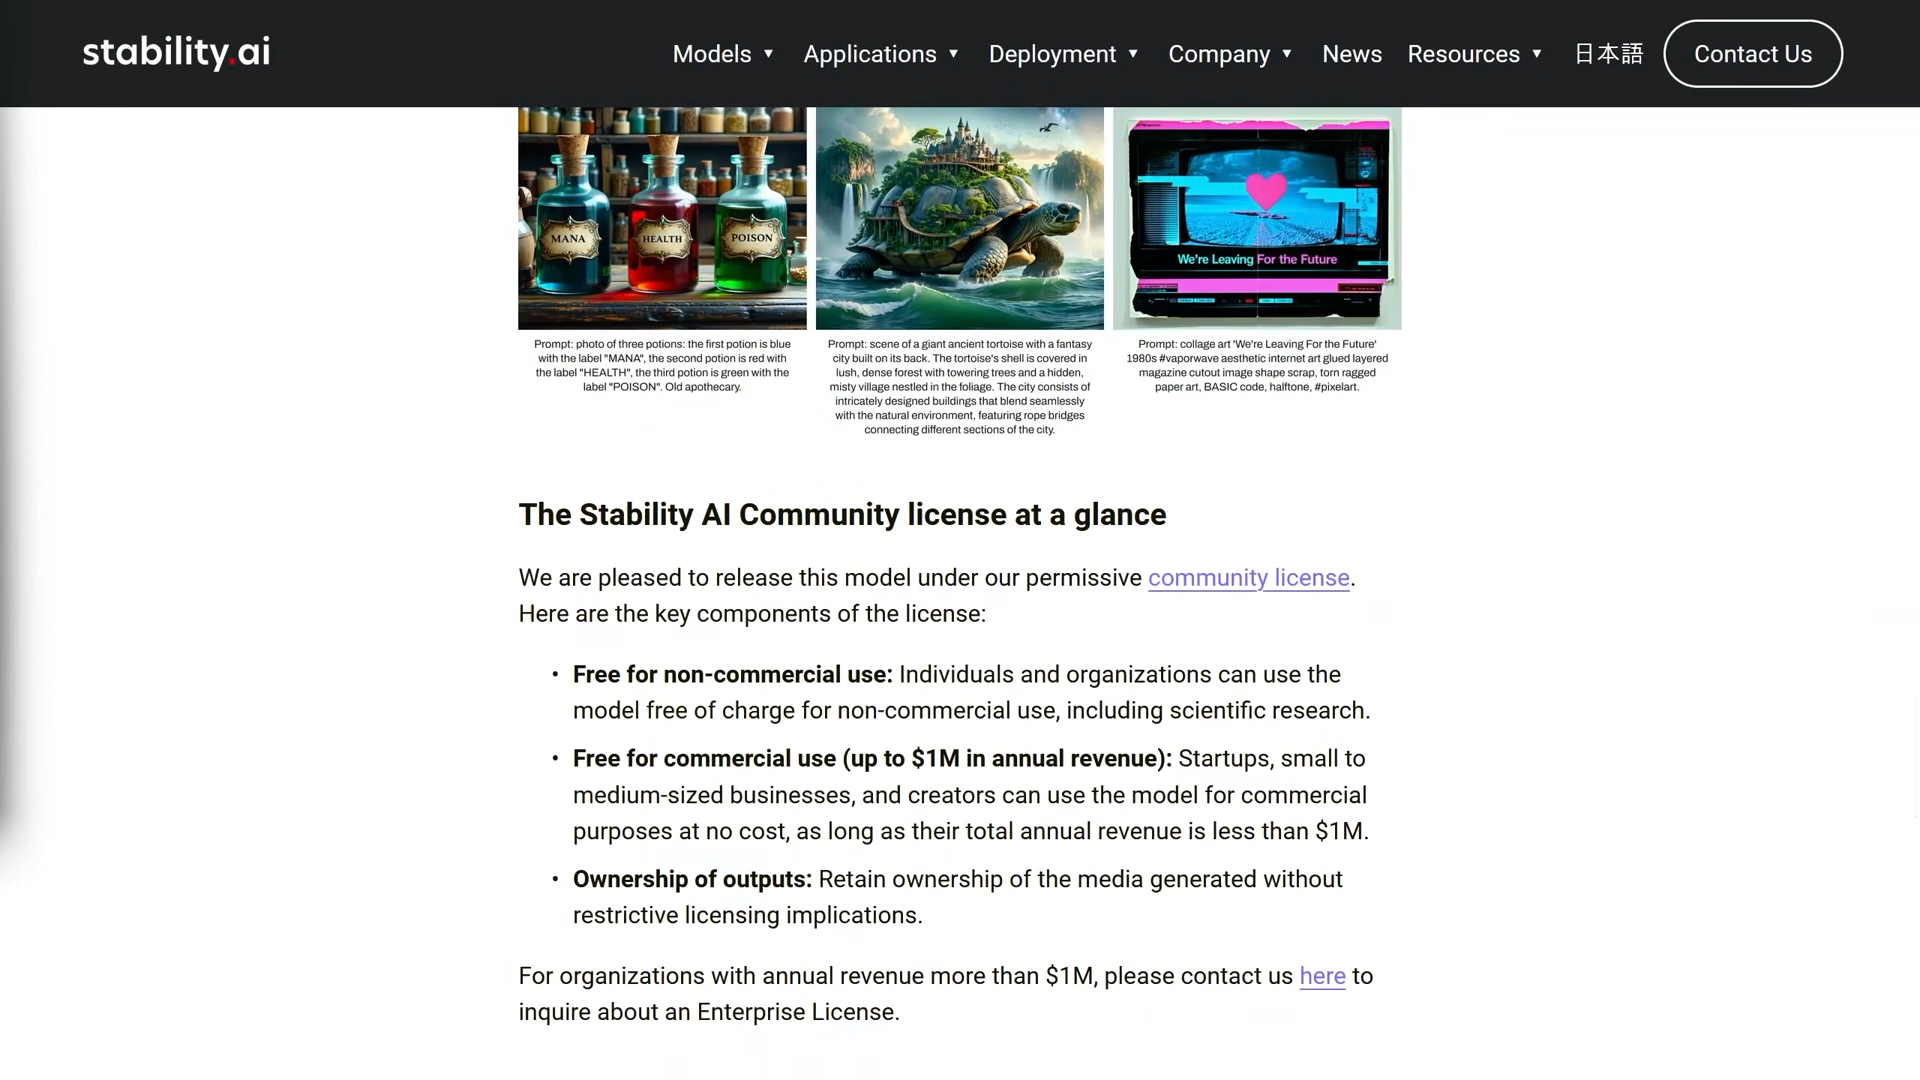 stability.ai
Models ▼ Applications ▼ Deployment ▼ Company ▼ News Resources ▼ 日本語 Contact Us
MANA
HEALTH
POISON
We're Leaving For the Future
Prompt: photo of three potions: the first potion is blue
with the label "MANA", the second potion is red with
the label "HEALTH", the third potion is green with the
label "POISON". Old apothecary.
Prompt: scene of a giant ancient tortoise with a fantasy
city built on its back. The tortoise's shell is covered in
lush, dense forest with towering trees and a hidden,
misty village nestled in the foliage. The city consists of
intricately designed buildings that blend seamlessly
with the natural environment, featuring rope bridges
connecting different sections of the city.
Prompt: collage art 'We're Leaving For the Future'
1980s #vaporwave aesthetic internet art glued layered
magazine cutout image shape scrap, torn ragged
paper art, BASIC code, halftone, #pixelart.
The Stability AI Community license at a glance
We are pleased to release this model under our permissive community license.
Here are the key components of the license:
• Free for non-commercial use: Individuals and organizations can use the
model free of charge for non-commercial use, including scientific research.
• Free for commercial use (up to $1M in annual revenue): Startups, small to
medium-sized businesses, and creators can use the model for commercial
purposes at no cost, as long as their total annual revenue is less than $1M.
• Ownership of outputs: Retain ownership of the media generated without
restrictive licensing implications.
For organizations with annual revenue more than $1M, please contact us here to
inquire about an Enterprise License.